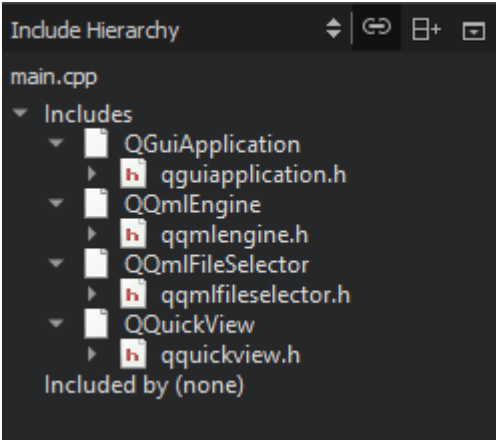 Include Hierarchy
main.cpp
Includes
QGuiApplication
h qguiapplication.h
QQmlEngine
h qqmlengine.h
QQmlFileSelector
h qqmlfileselector.h
QQuickView
h qquickview.h
Included by (none)